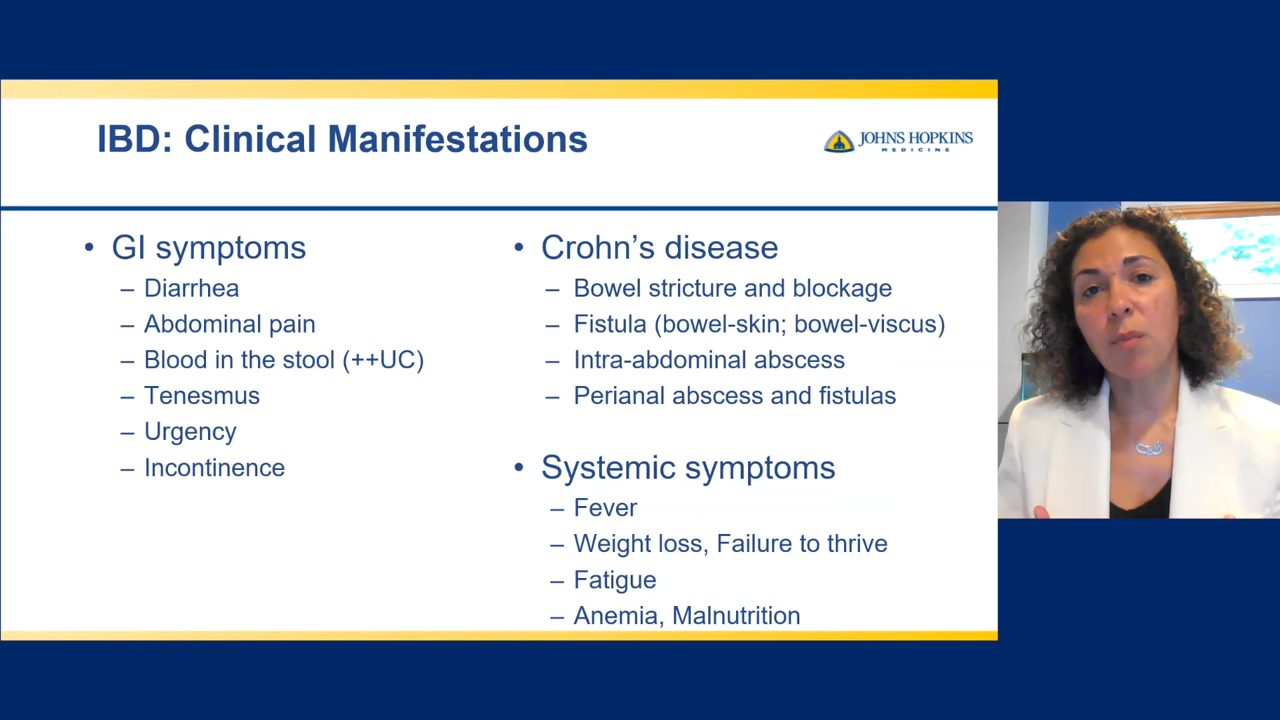 IBD: Clinical Manifestations
JOHNS HOPKINS
MEDICINE
• GI symptoms
– Diarrhea
– Abdominal pain
– Blood in the stool (++UC)
– Tenesmus
– Urgency
– Incontinence
• Crohn’s disease
– Bowel stricture and blockage
– Fistula (bowel-skin; bowel-viscus)
– Intra-abdominal abscess
– Perianal abscess and fistulas
• Systemic symptoms
– Fever
– Weight loss, Failure to thrive
– Fatigue
– Anemia, Malnutrition